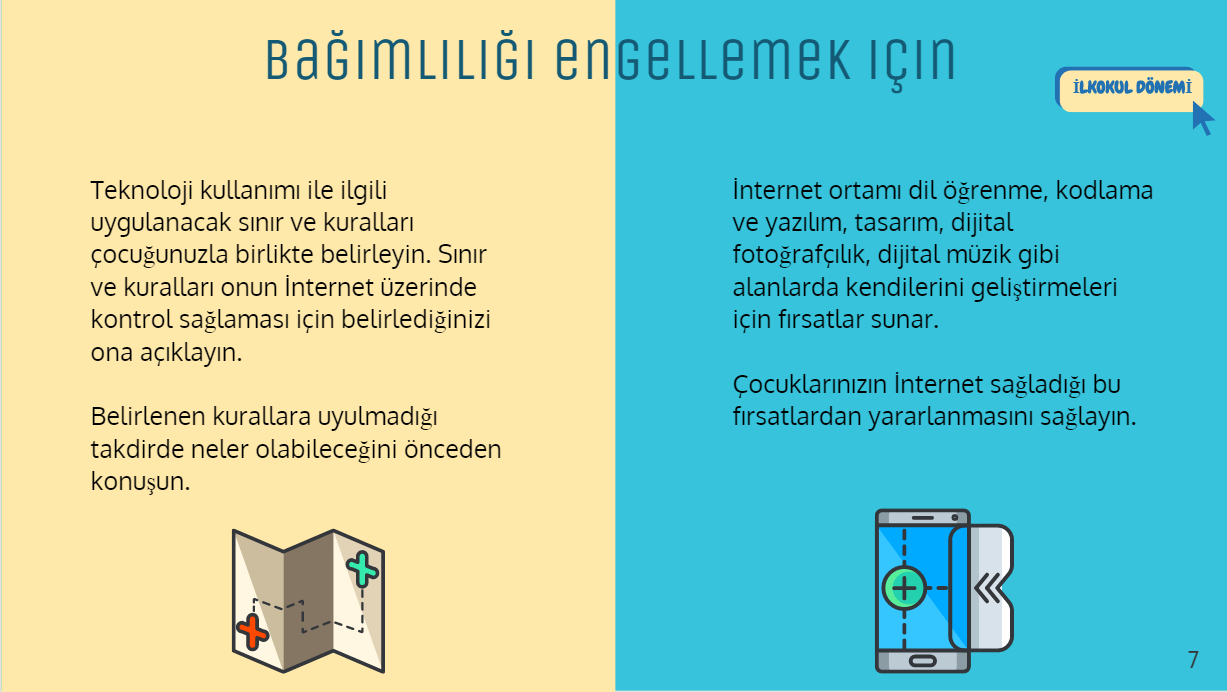 Bağımlılığı Engellemek İçin
İLKOKUL DÖNEMİ
Teknoloji kullanımı ile ilgili
uygulanacak sınır ve kuralları
çocuğunuzla birlikte belirleyin. Sınır
ve kuralları onun İnternet üzerinde
kontrol sağlaması için belirlediğinizi
ona açıklayın.
Belirlenen kurallara uyulmadığı
takdirde neler olabileceğini önceden
konuşun.
İnternet ortamı dil öğrenme, kodlama
ve yazılım, tasarım, dijital
fotoğrafçılık, dijital müzik gibi
alanlarda kendilerini geliştirmeleri
için fırsatlar sunar.
Çocuklarınızın İnternet sağladığı bu
fırsatlardan yararlanmasını sağlayın.
7